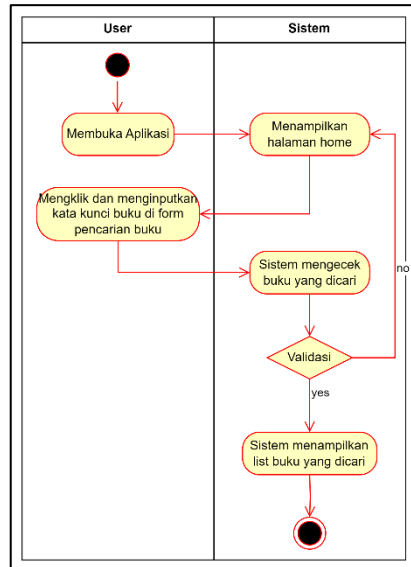 User
Sistem
Membuka Aplikasi
Menampilkan
halaman home
Mengklik dan menginputkan
kata kunci buku di form
pencarian buku
Sistem mengecek
buku yang dicari
no
Validasi
yes
Sistem menampilkan
list buku yang dicari